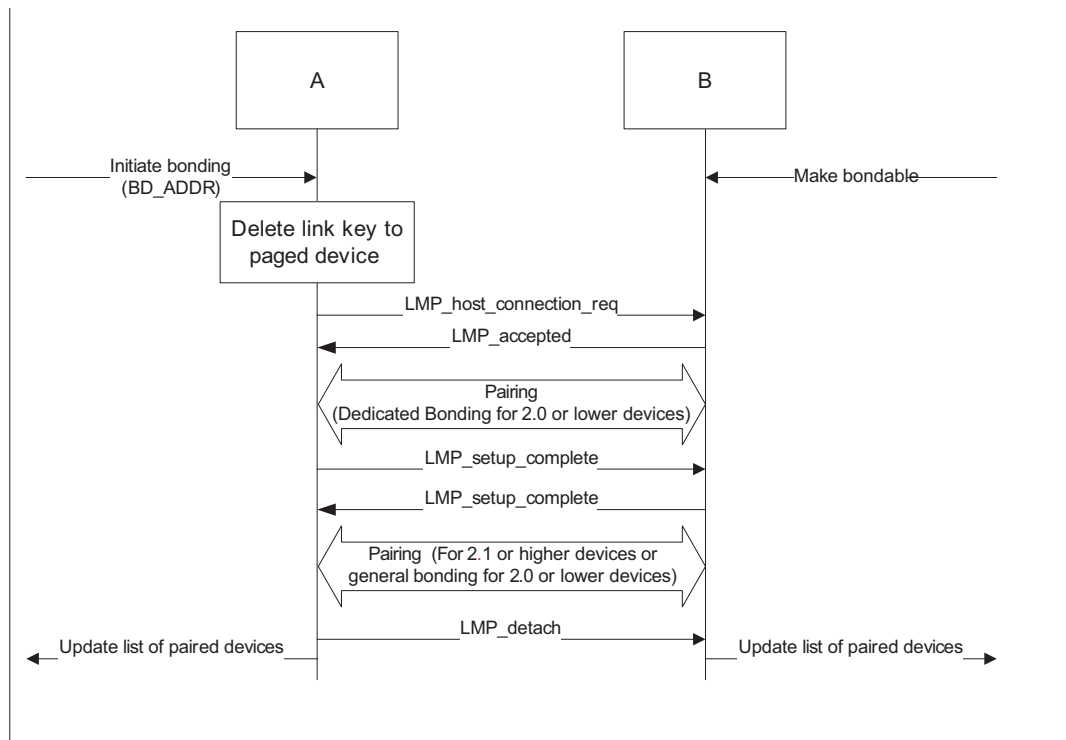 A
B
Initiate bonding
(BD_ADDR)
Make bondable
Delete link key to
paged device
LMP_host_connection_req
LMP_accepted
Pairing
(Dedicated Bonding for 2.0 or lower devices)
LMP_setup_complete
LMP_setup_complete
Pairing (For 2.1 or higher devices or
general bonding for 2.0 or lower devices)
LMP_detach
Update list of paired devices
Update list of paired devices